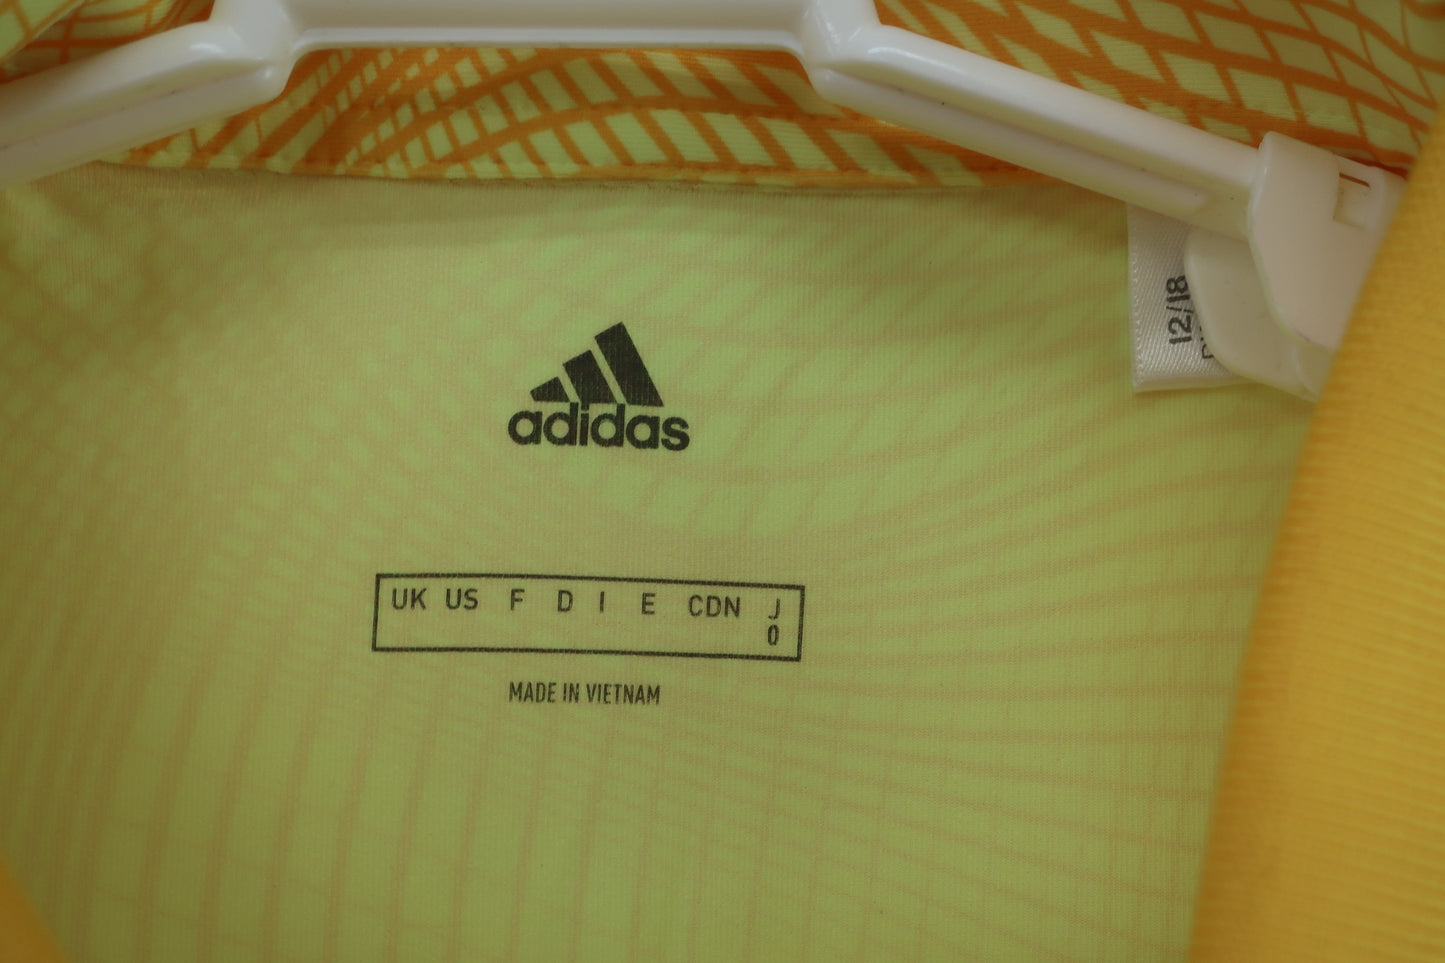 adidas
UK US F D I E CDN J
0
MADE IN VIETNAM
12/18